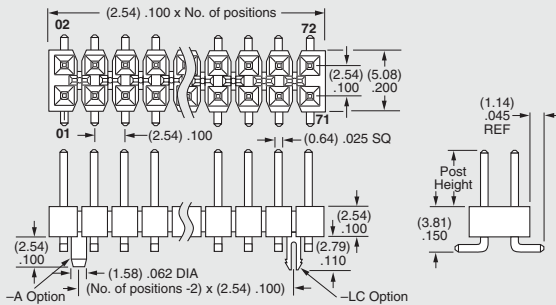 (2.54) .100 x No. of positions
02
72
(2.54)
.100
(5.08)
.200
01
(2.54) .100
71
(0.64) .025 SQ
(1.14)
.045
REF
Post
Height
(2.54)
.100
(3.81)
.150
(2.54)
.100
(2.79)
.110
(1.58) .062 DIA
–A Option
(No. of positions -2) x (2.54) .100)
–LC Option